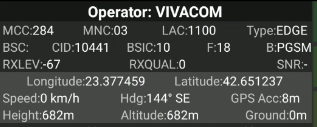 Operator: VIVACOM
MCC:284 MNC:03 LAC:1100 Type:EDGE
BSC: CID:10441 BSIC:10 F:18 B:PGSM
RXLEV:-67 RXQUAL:0 SNR:-
Longitude:23.377459 Latitude:42.651237
Speed:0 km/h Hdg:144° SE GPS Acc:8m
Height:682m Altitude:682m Ground:0m